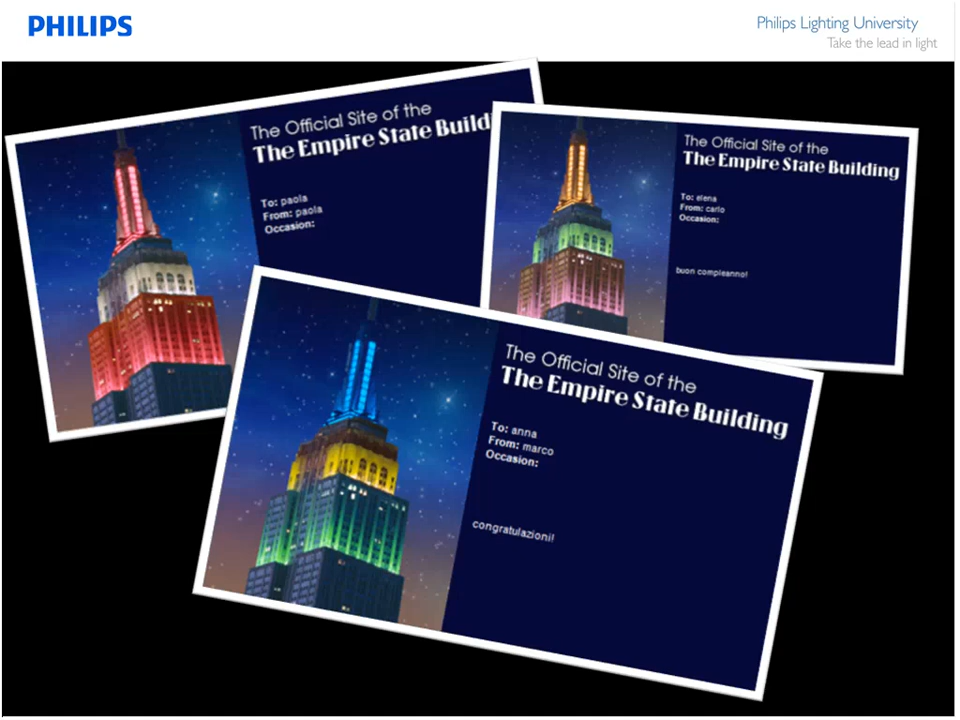 PHILIPS
Philips Lighting University
Take the lead in light
The Official Site of the
The Empire State Build
To: paola
From: paola
Occasion:
The Official Site of the
The Empire State Building
To: elena
From: carlo
Occasion:
buon compleanno!
The Official Site of the
The Empire State Building
To: anna
From: marco
Occasion:
congratulazioni!